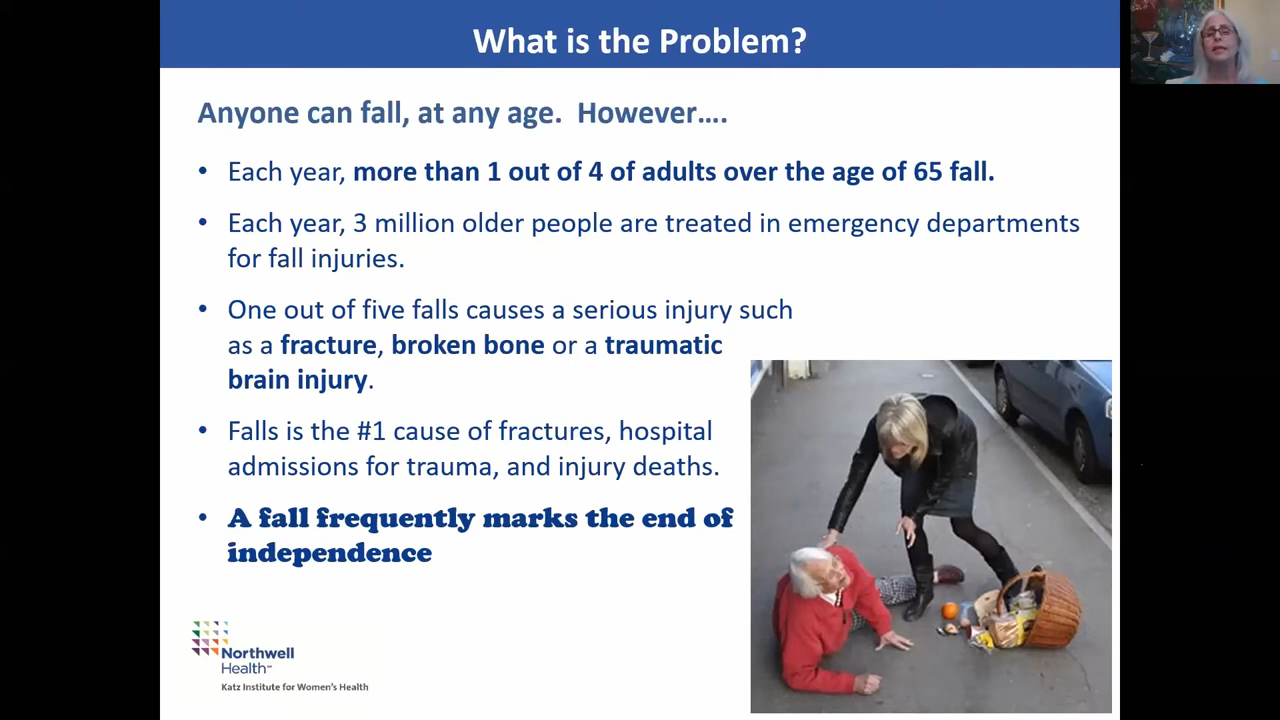 What is the Problem?
Anyone can fall, at any age. However....
• Each year, more than 1 out of 4 of adults over the age of 65 fall.
• Each year, 3 million older people are treated in emergency departments
for fall injuries.
• One out of five falls causes a serious injury such
as a fracture, broken bone or a traumatic
brain injury.
• Falls is the #1 cause of fractures, hospital
admissions for trauma, and injury deaths.
• A fall frequently marks the end of
independence
Northwell
Health℠
Katz Institute for Women's Health